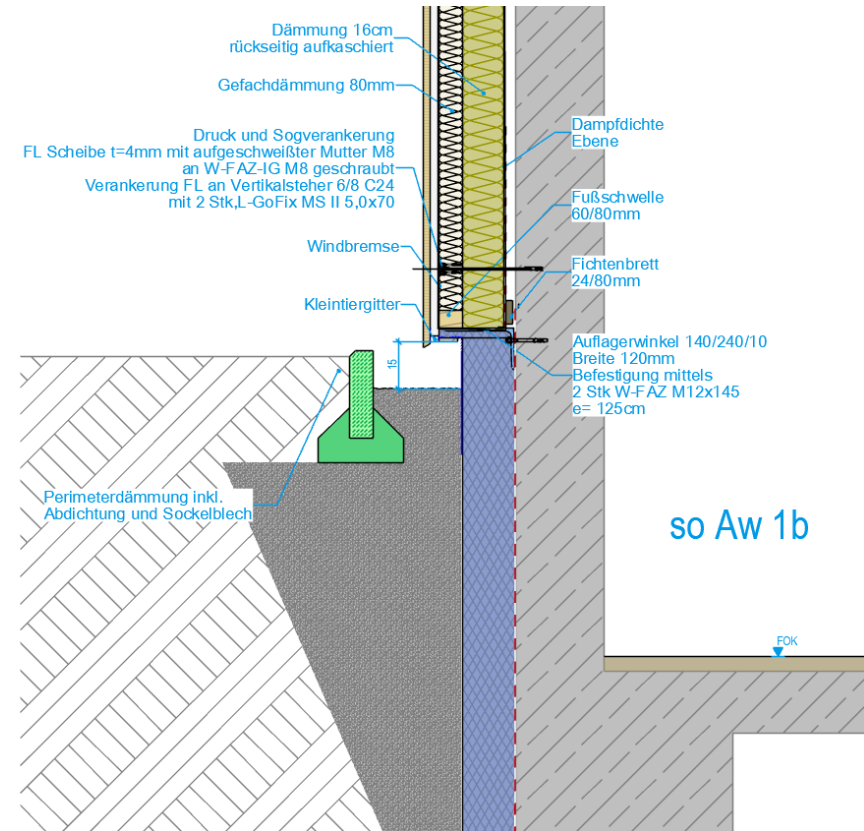 Dämmung 16cm
rückseitig aufkaschiert
Gefachdämmung 80mm
Druck und Sogverankerung
FL Scheibe t=4mm mit aufgeschweißter Mutter M8
an W-FAZ-IG M8 geschraubt
Verankerung FL an Vertikalsteher 6/8 C24
mit 2 Stk,L-GoFix MS II 5,0x70
Windbremse
Kleintiergitter
15
Perimeterdämmung inkl.
Abdichtung und Sockelblech
Dampfdichte
Ebene
Fußschwelle
60/80mm
Fichtenbrett
24/80mm
Auflagerwinkel 140/240/10
Breite 120mm
Befestigung mittels
2 Stk W-FAZ M12x145
e= 125cm
so Aw 1b
FOK